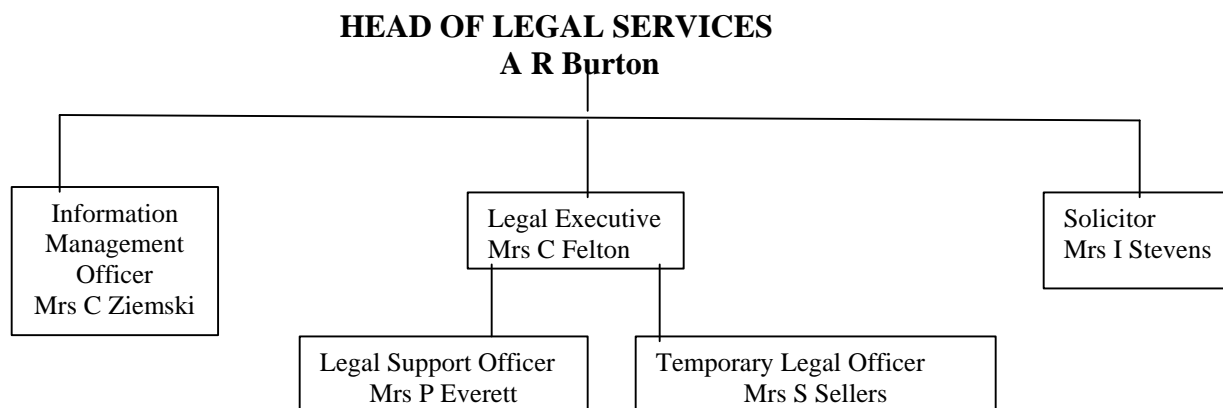 HEAD OF LEGAL SERVICES
A R Burton
Information
Management
Officer
Mrs C Ziemski
Legal Executive
Mrs C Felton
Solicitor
Mrs I Stevens
Legal Support Officer
Mrs P Everett
Temporary Legal Officer
Mrs S Sellers